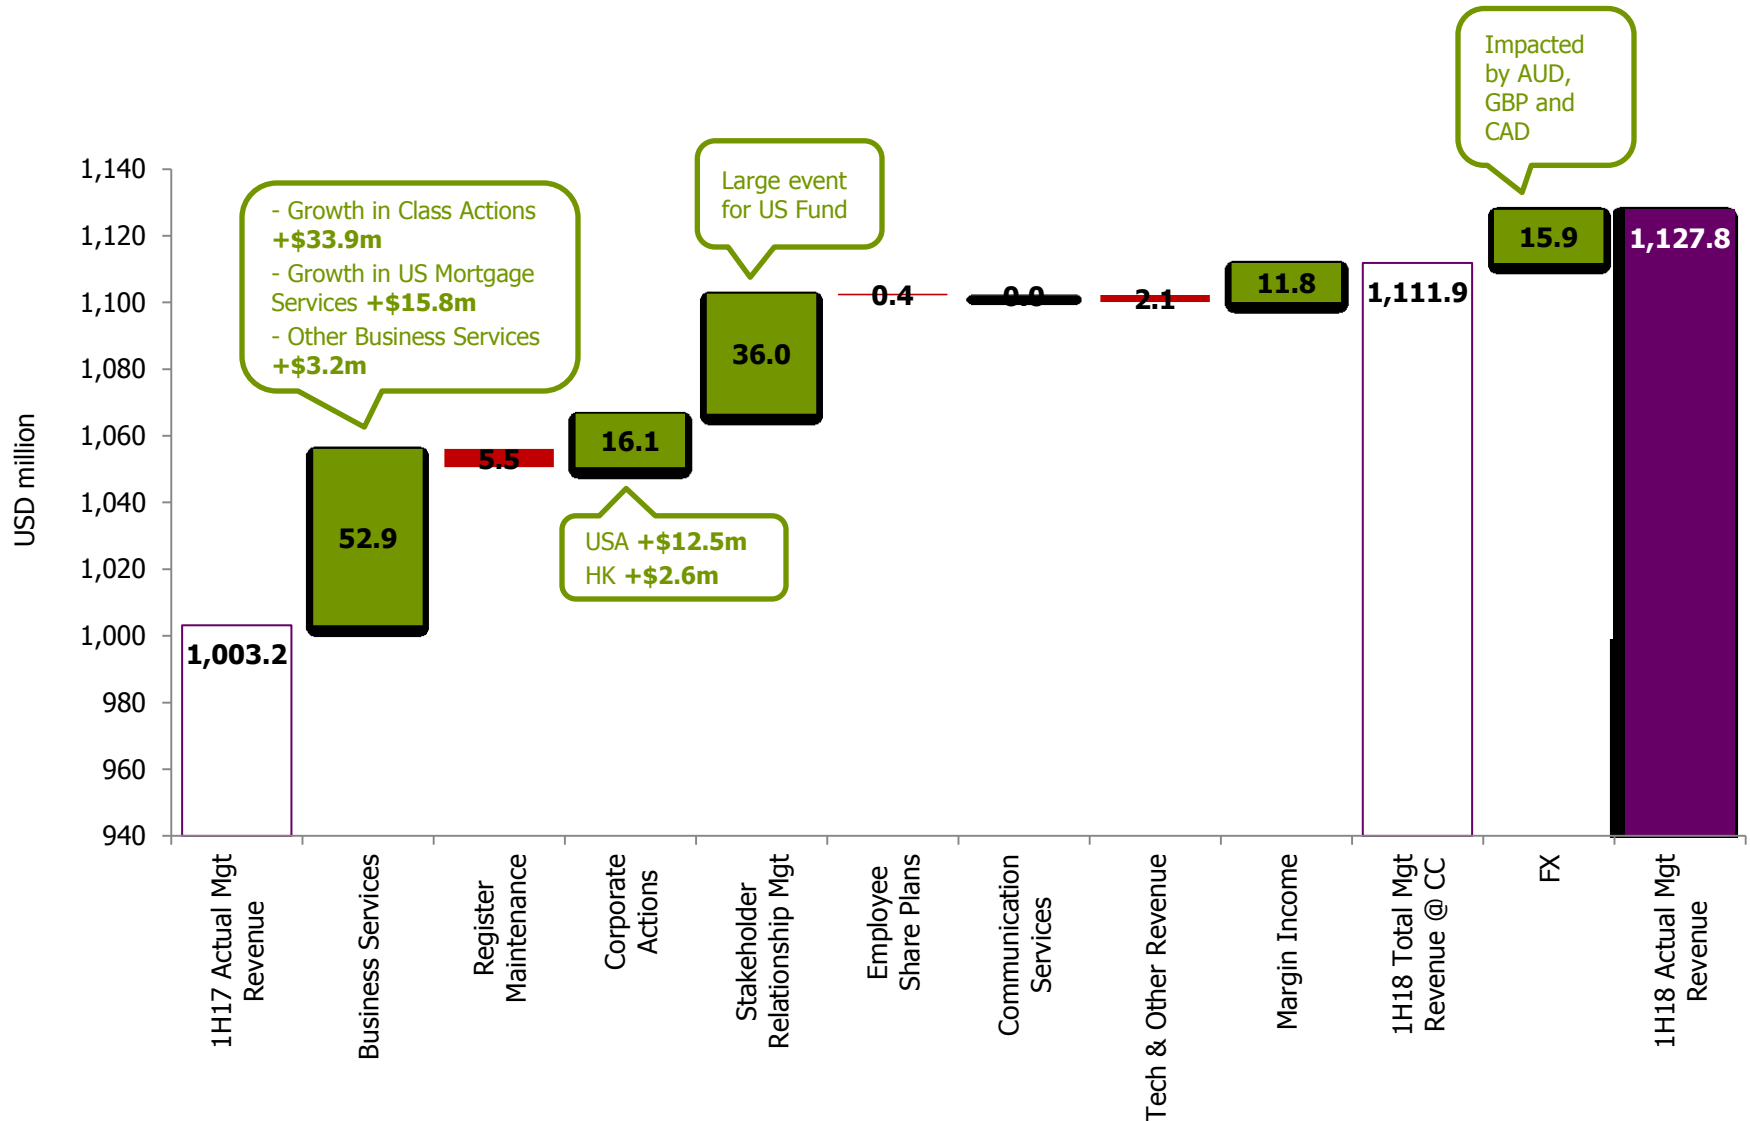 Impacted
by AUD,
GBP and
CAD
Large event
for US Fund
- Growth in Class Actions
+$33.9m
- Growth in US Mortgage
Services +$15.8m
- Other Business Services
+$3.2m
USA +$12.5m
HK +$2.6m
USD million
1,140
1,120
1,100
1,080
1,060
1,040
1,020
1,000
980
960
940
1,003.2
52.9
5.5
16.1
36.0
0.4
0.0
2.1
11.8
1,111.9
15.9
1,127.8
1H17 Actual Mgt
Revenue
Business Services
Register
Maintenance
Corporate
Actions
Stakeholder
Relationship Mgt
Employee
Share Plans
Communication
Services
Tech & Other Revenue
Margin Income
1H18 Total Mgt
Revenue @ CC
FX
1H18 Actual Mgt
Revenue